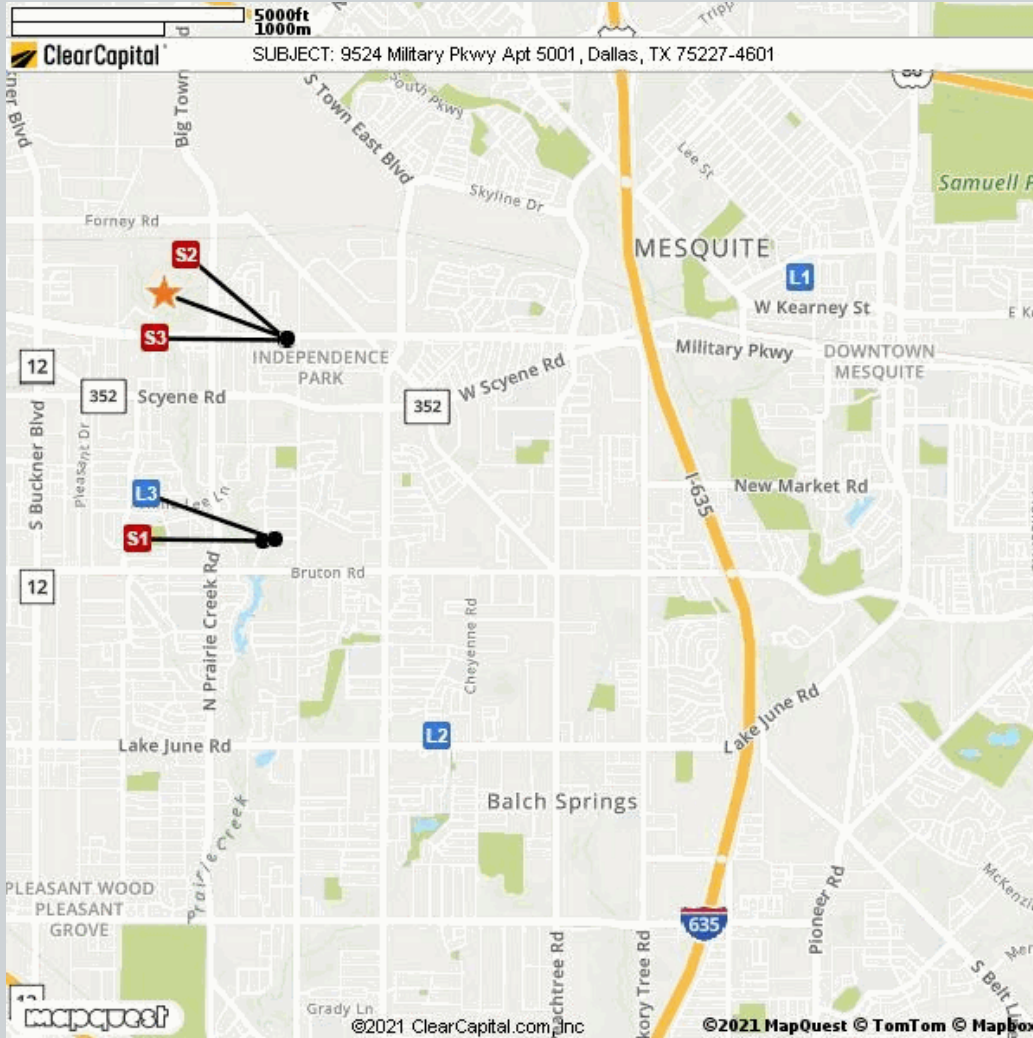 5000ft
1000m
ClearCapital
SUBJECT: 9524 Military Pkwy Apt 5001, Dallas, TX 75227-4601
Tripp
Big Town
S Town East Blvd
South Pkwy
Lee St
Skyline Dr
Samuell
Forney Rd
S2
MESQUITE
L1
W Kearney St
S3
INDEPENDENCE
PARK
Military Pkwy
DOWNTOWN
MESQUITE
12
352
Scyene Rd
352
W Scyene Rd
S Buckner Blvd
Pleasant Dr
L3
Lee Ln
New Market Rd
I-635
S1
12
Bruton Rd
N Prairie Creek Rd
Cheyenne Rd
Lake June Rd
L2
Lake June Rd
Balch Springs
Prairie Creek
PLEASANT WOOD
PLEASANT
GROVE
635
Pioneer Rd
S Belt
Grady Ln
mapquest
©2021 ClearCapital.com, Inc
©2021 MapQuest © TomTom © Mapbox